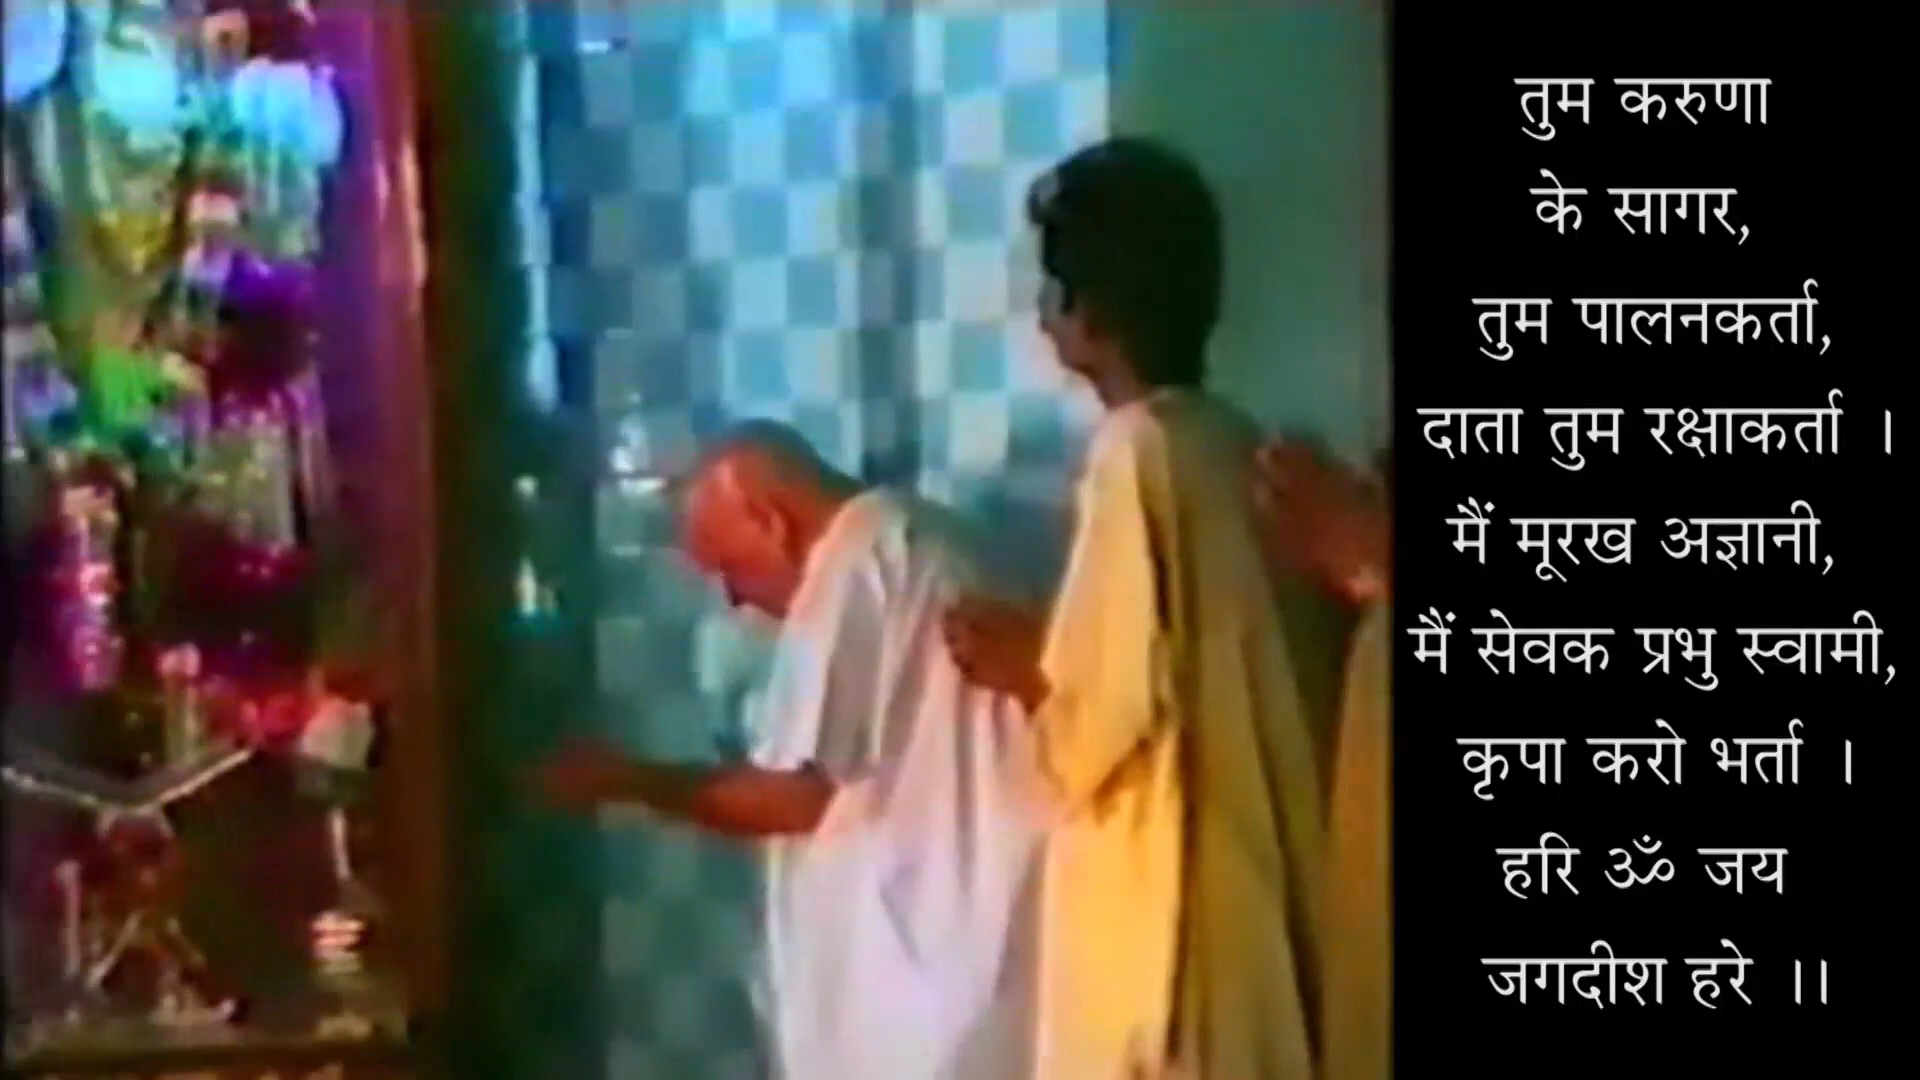 तुम करुणा
के सागर,
तुम पालनकर्ता,
दाता तुम रक्षाकर्ता ।
मैं मूरख अज्ञानी,
मैं सेवक प्रभु स्वामी,
कृपा करो भर्ता ।
हरि ॐ जय
जगदीश हरे ।।